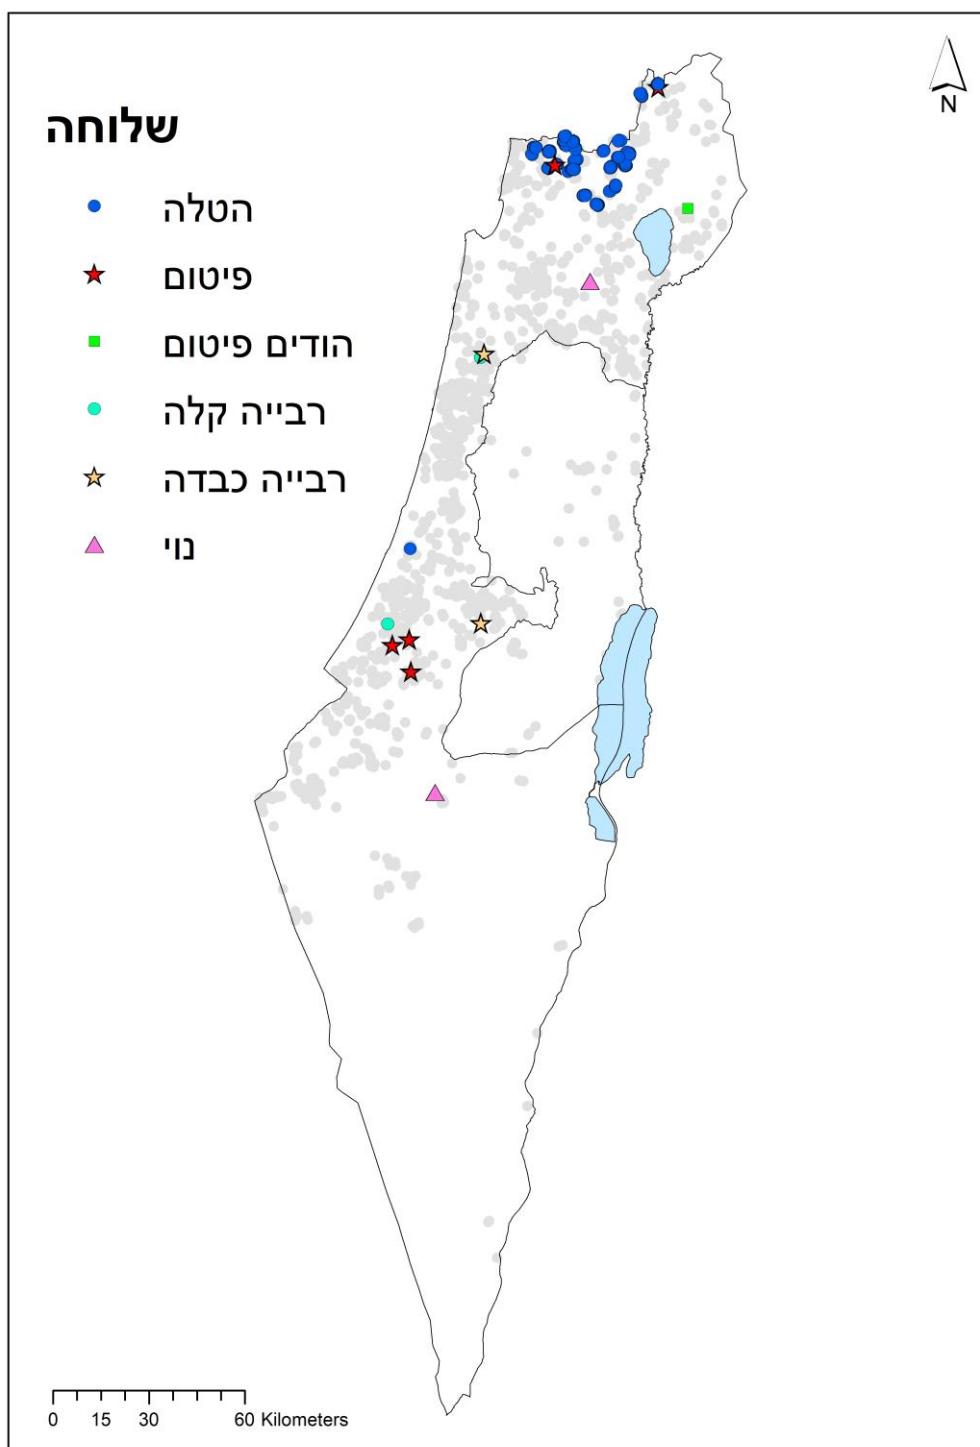 N
שלוחה
הטלה
פיטום
הודים פיטום
רבייה קלה
רבייה כבדה
נוי
0 15 30 60 Kilometers